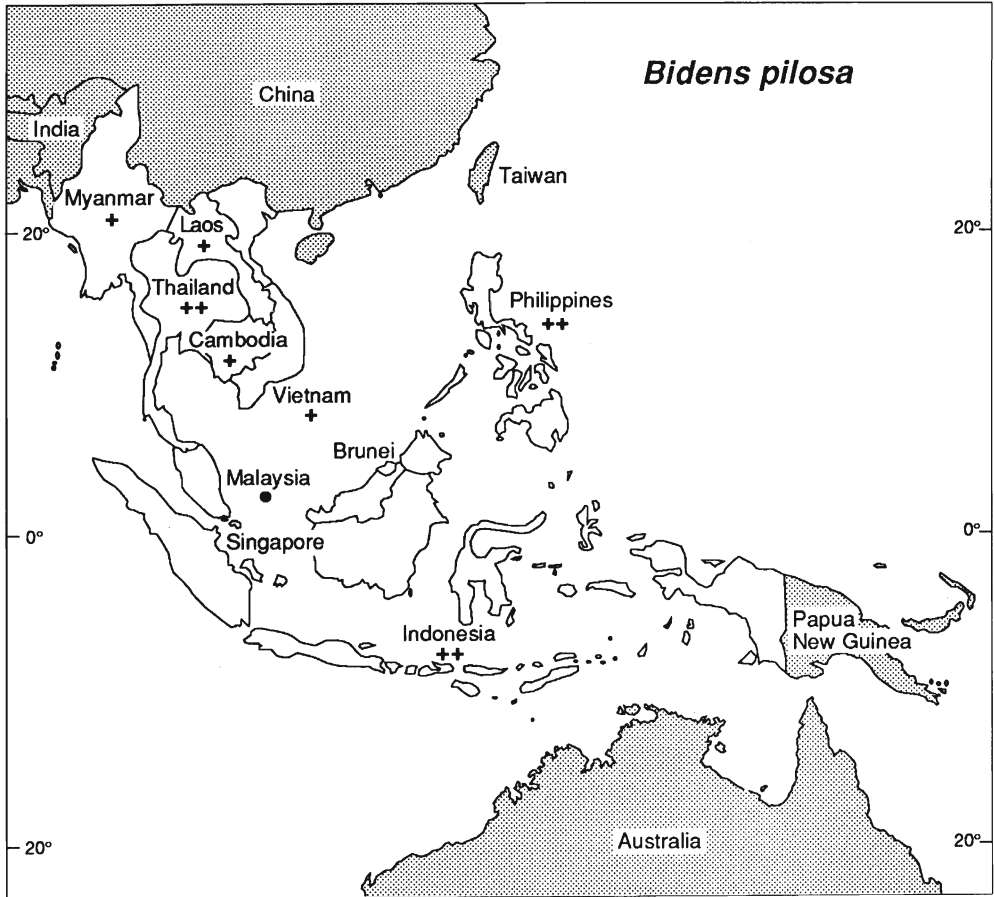 Bidens pilosa
China
India
Taiwan
Myanmar
+
Laos
+
20°
20°
Thailand
++
Philippines
++
Cambodia
+
Vietnam
+
Brunei
Malaysia
●
0°
0°
Singapore
Papua
New Guinea
Indonesia
++
Australia
20°
20°